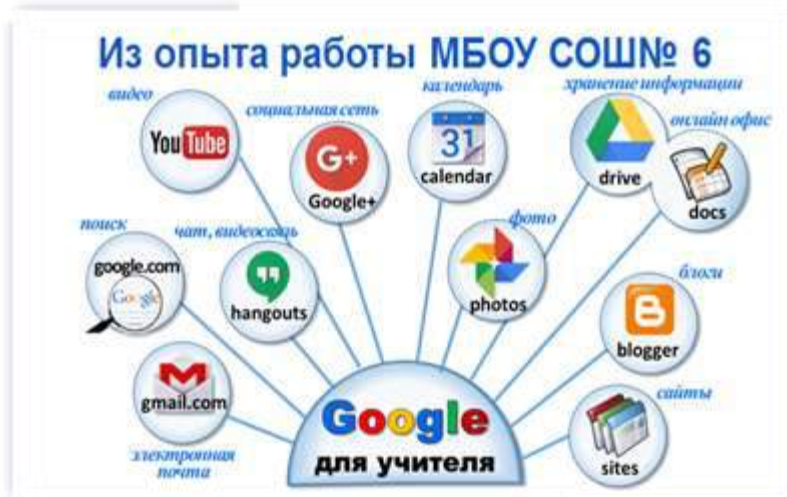 Из опыта работы МБОУ СОШ№ 6
видео
YouTube
социальная сеть
G+
Google+
календарь
31
calendar
хранение информации
drive
онлайн офис
docs
поиск
google.com
Google
чат, видеосвязь
hangouts
фото
photos
блоги
blogger
gmail.com
электронная
почта
сайты
sites
Google
для учителя